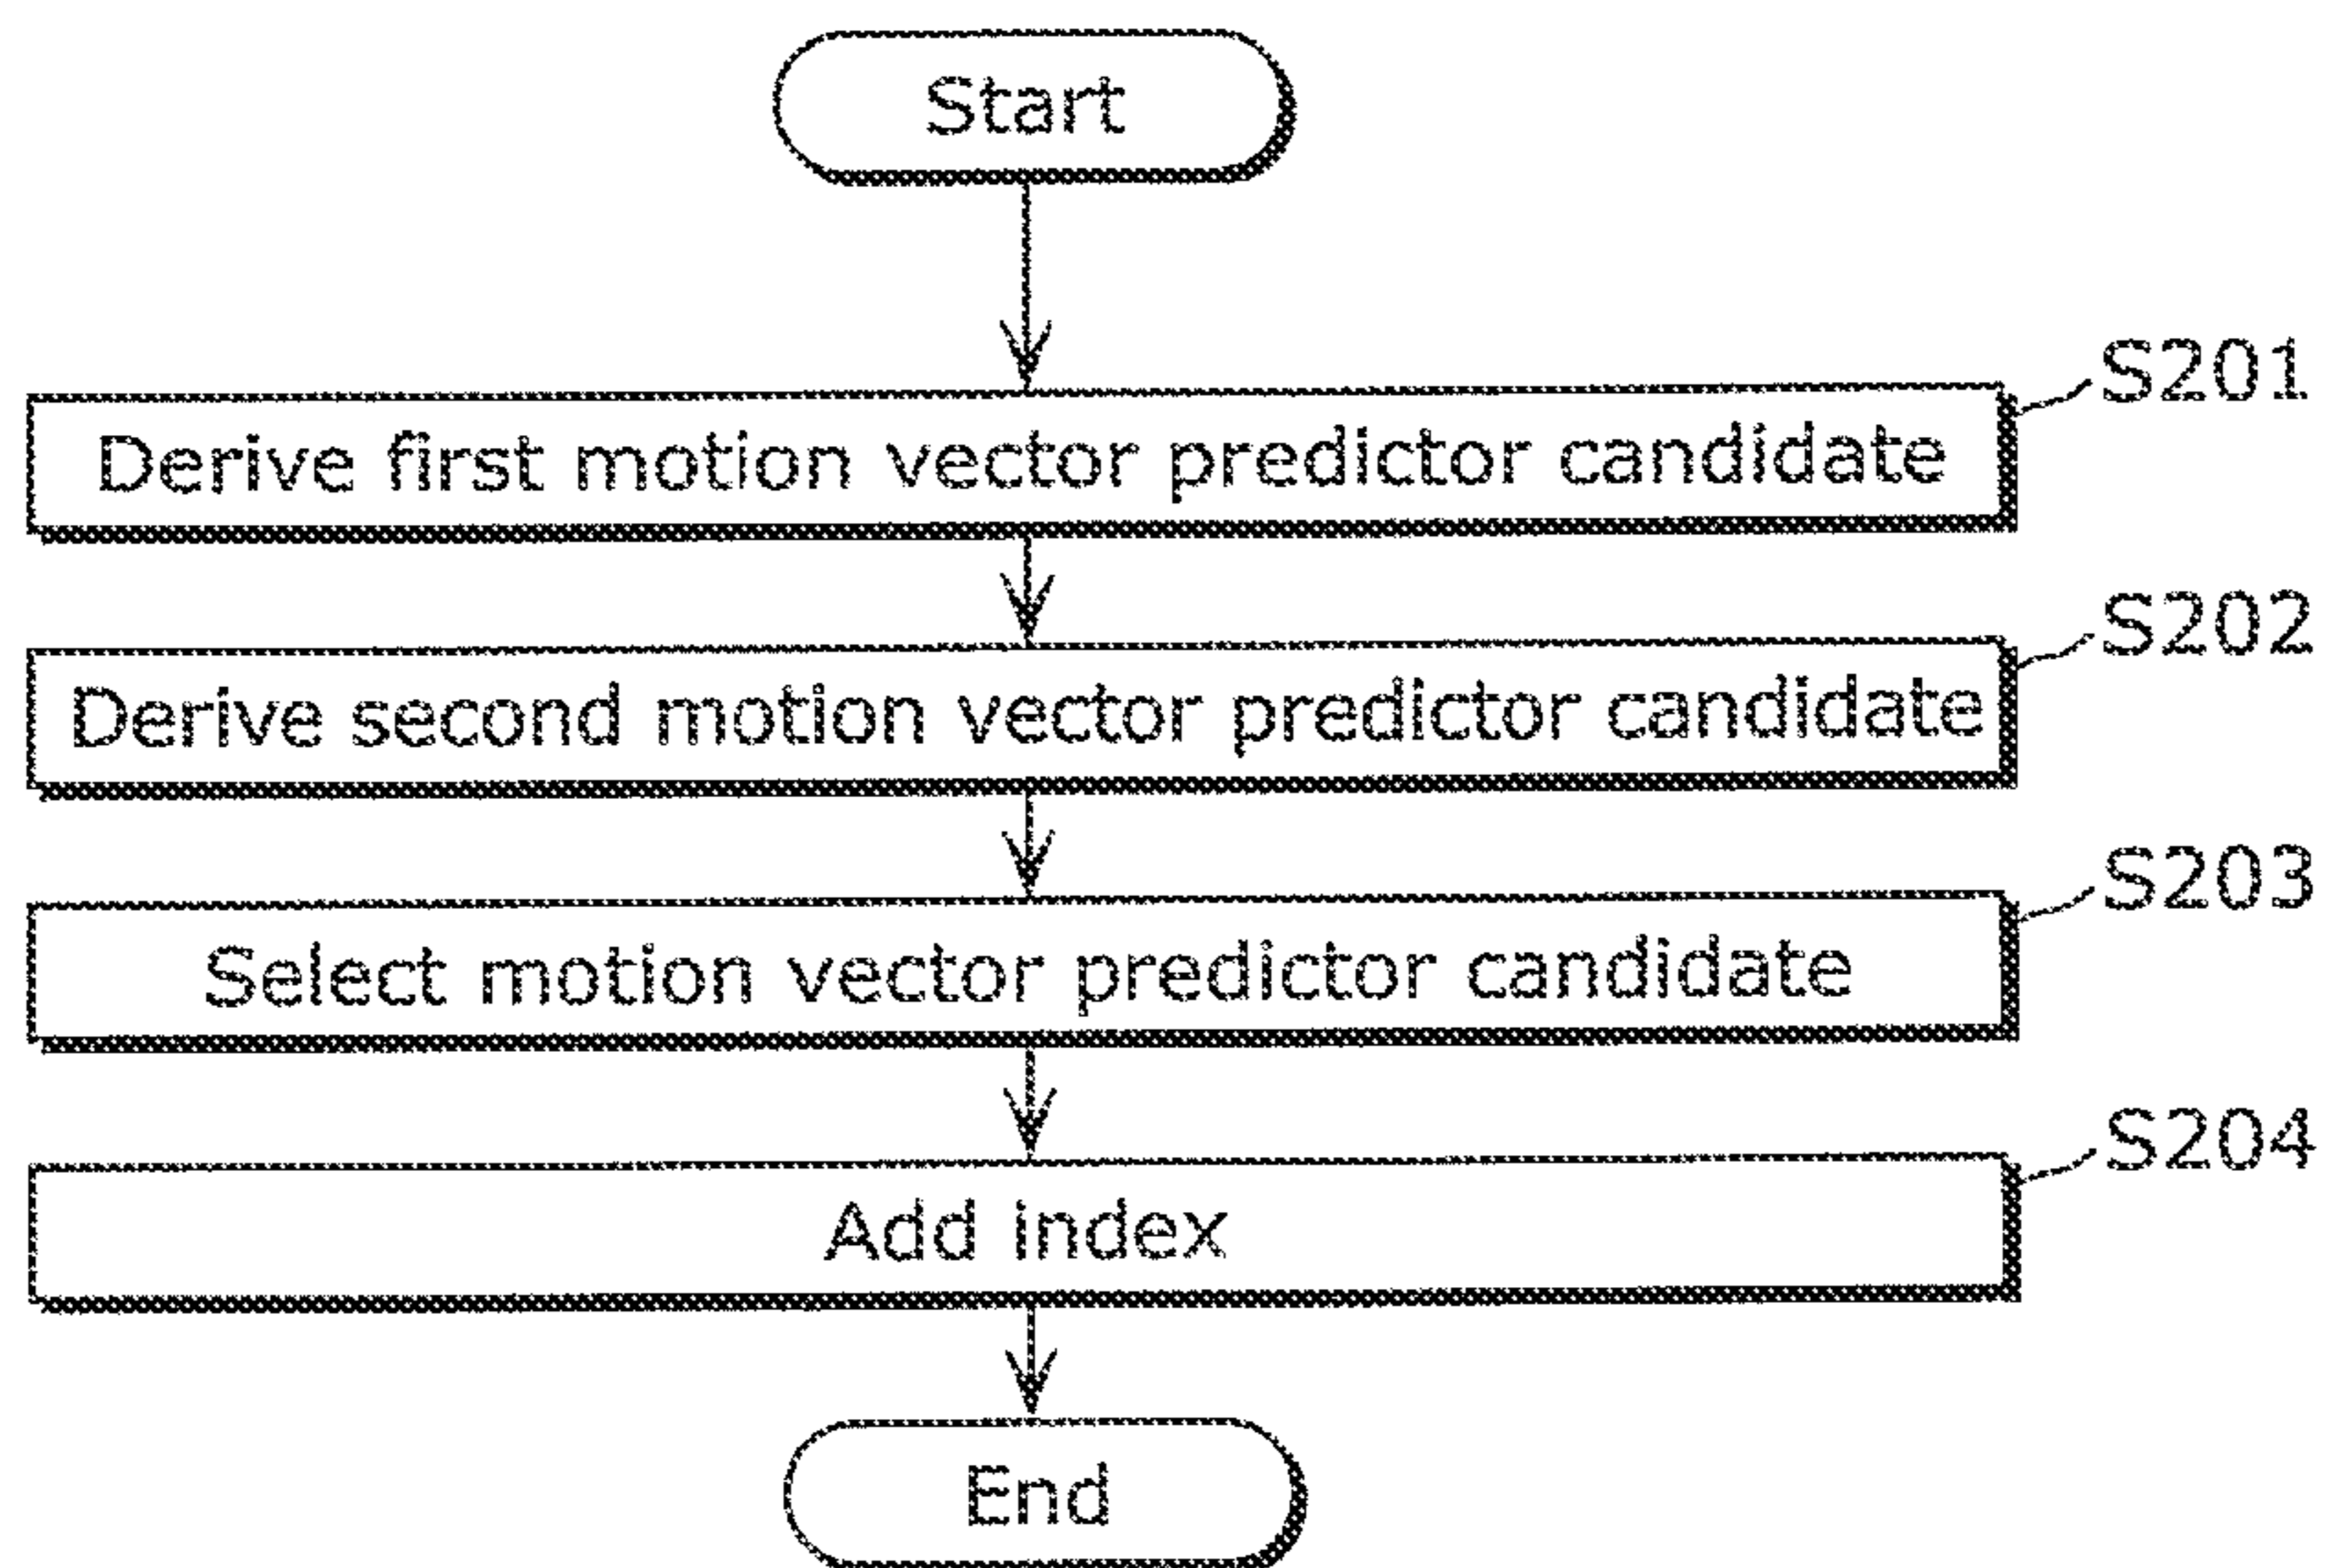 Start
S201
Derive first motion vector predictor candidate
S202
Derive second motion vector predictor candidate
S203
Select motion vector predictor candidate
S204
Add index
End